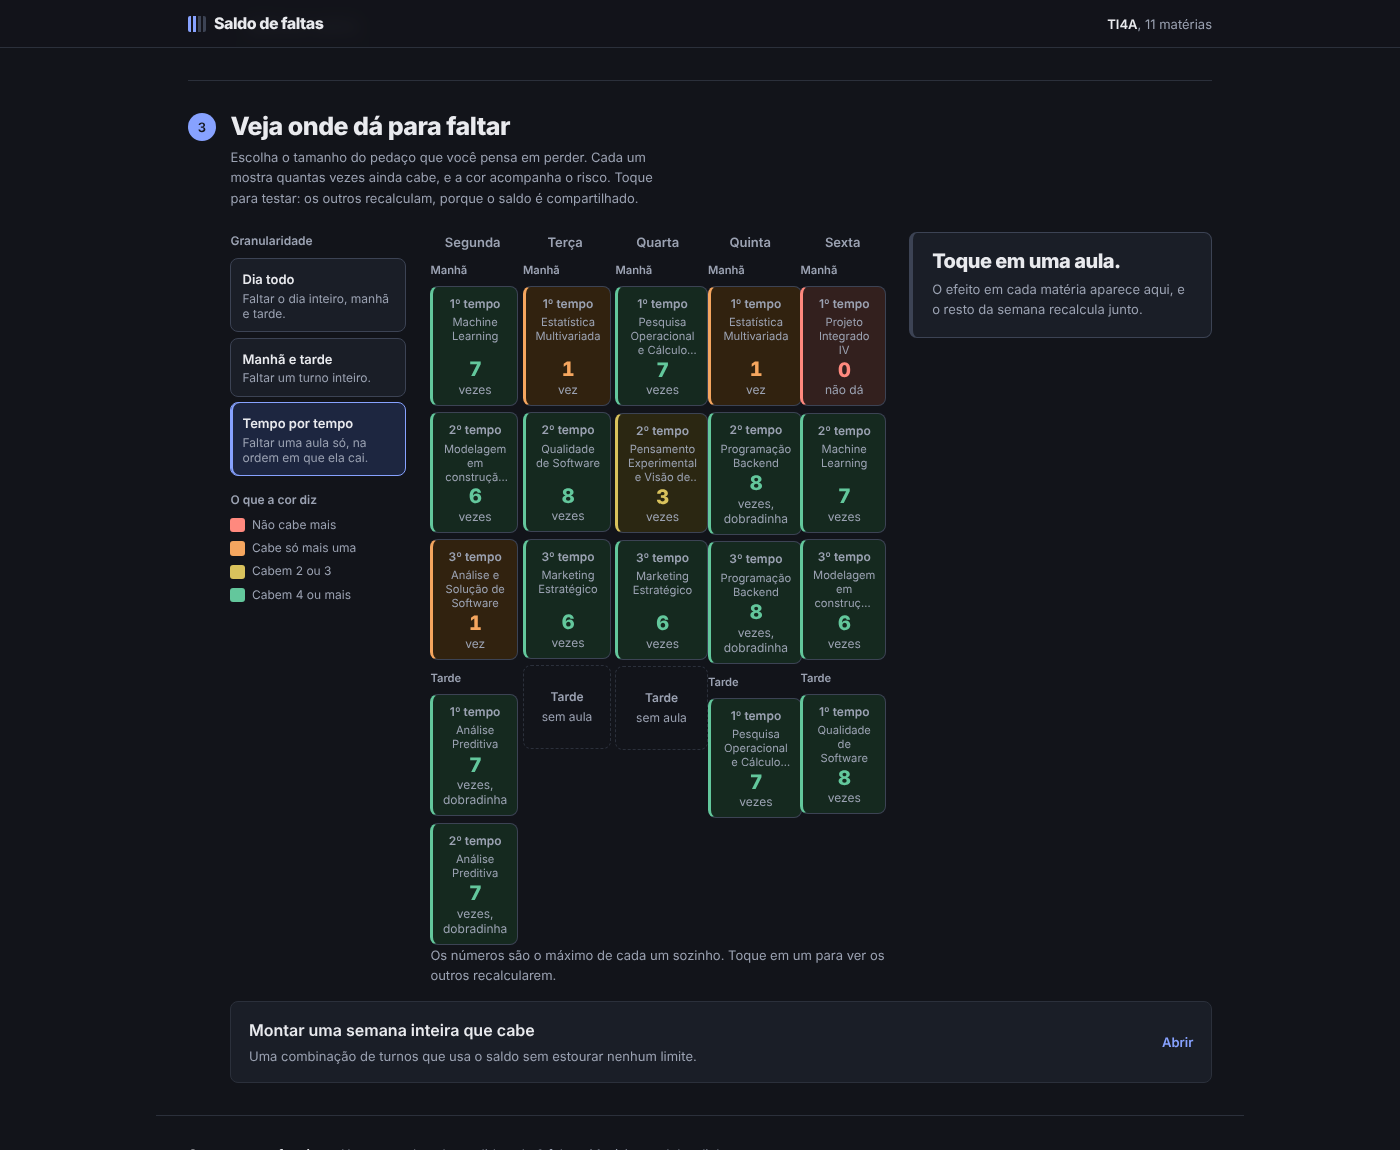 Saldo de faltas
TI4A, 11 matérias
3
Veja onde dá para faltar
Escolha o tamanho do pedaço que você pensa em perder. Cada um
mostra quantas vezes ainda cabe, e a cor acompanha o risco. Toque
para testar: os outros recalculam, porque o saldo é compartilhado.
Granularidade
Dia todo
Faltar o dia inteiro, manhã
e tarde.
Manhã e tarde
Faltar um turno inteiro.
Tempo por tempo
Faltar uma aula só, na
ordem em que ela cai.
O que a cor diz
Não cabe mais
Cabe só mais uma
Cabem 2 ou 3
Cabem 4 ou mais
Segunda
Manhã
1º tempo
Machine
Learning
7
vezes
2º tempo
Modelagem
em
construçã...
6
vezes
3º tempo
Análise e
Solução de
Software
1
vez
Tarde
1º tempo
Análise
Preditiva
7
vezes,
dobradinha
2º tempo
Análise
Preditiva
7
vezes,
dobradinha
Terça
Manhã
1º tempo
Estatística
Multivariada
1
vez
2º tempo
Qualidade
de Software
8
vezes
3º tempo
Marketing
Estratégico
6
vezes
Tarde
sem aula
Quarta
Manhã
1º tempo
Pesquisa
Operacional
e Cálculo...
7
vezes
2º tempo
Pensamento
Experimental
e Visão de..
3
vezes
3º tempo
Marketing
Estratégico
6
vezes
Tarde
sem aula
Quinta
Manhã
1º tempo
Estatística
Multivariada
1
vez
2º tempo
Programação
Backend
8
vezes,
dobradinha
3º tempo
Programação
Backend
8
vezes,
dobradinha
Tarde
1º tempo
Pesquisa
Operacional
e Cálculo...
7
vezes
Sexta
Manhã
1º tempo
Projeto
Integrado
IV
0
não dá
2º tempo
Machine
Learning
7
vezes
3º tempo
Modelagem
em
construç...
6
vezes
Tarde
1º tempo
Qualidade
de
Software
8
vezes
Os números são o máximo de cada um sozinho. Toque em um para ver os
outros recalcularem.
Toque em uma aula.
O efeito em cada matéria aparece aqui, e
o resto da semana recalcula junto.
Montar uma semana inteira que cabe
Uma combinação de turnos que usa o saldo sem estourar nenhum limite.
Abrir